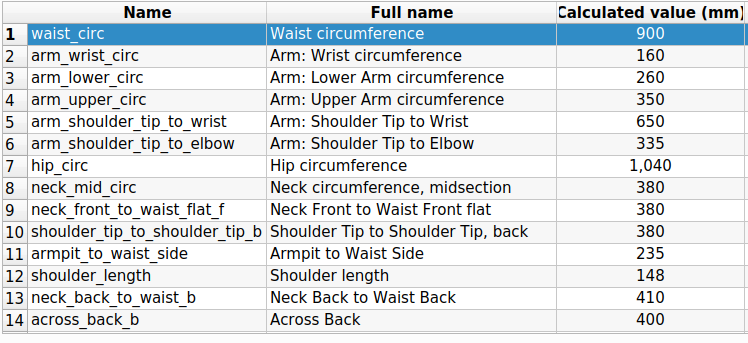 Name Full name Calculated value (mm)
1 waist_circ Waist circumference 900
2 arm_wrist_circ Arm: Wrist circumference 160
3 arm_lower_circ Arm: Lower Arm circumference 260
4 arm_upper_circ Arm: Upper Arm circumference 350
5 arm_shoulder_tip_to_wrist Arm: Shoulder Tip to Wrist 650
6 arm_shoulder_tip_to_elbow Arm: Shoulder Tip to Elbow 335
7 hip_circ Hip circumference 1,040
8 neck_mid_circ Neck circumference, midsection 380
9 neck_front_to_waist_flat_f Neck Front to Waist Front flat 380
10 shoulder_tip_to_shoulder_tip_b Shoulder Tip to Shoulder Tip, back 380
11 armpit_to_waist_side Armpit to Waist Side 235
12 shoulder_length Shoulder length 148
13 neck_back_to_waist_b Neck Back to Waist Back 410
14 across_back_b Across Back 400